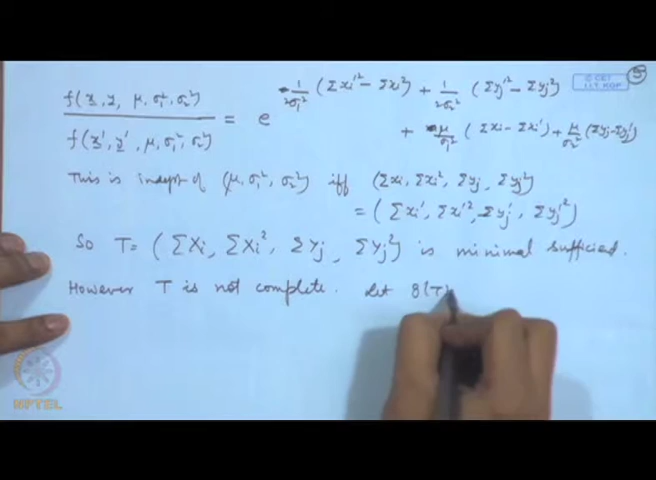 f(x, y, μ, σ₁², σ₂²) / f(x', y', μ, σ₁², σ₂²) = e^{1/2σ₁² (Σxi'² - Σxi²) + 1/2σ₂² (Σyj'² - Σyj²)
+ μ/σ₁² (Σxi - Σxi') + μ/σ₂² (Σyj - Σyj')}
This is indept of (μ, σ₁², σ₂²) iff (Σxi, Σxi², Σyj, Σyj²)
= (Σxi', Σxi'², Σyj', Σyj'²)
So T = (ΣXi, ΣXi², ΣYj, ΣYj²) is minimal sufficient.
However T is not complete. Let g(T)
© CET
I.I.T. KGP
NPTEL